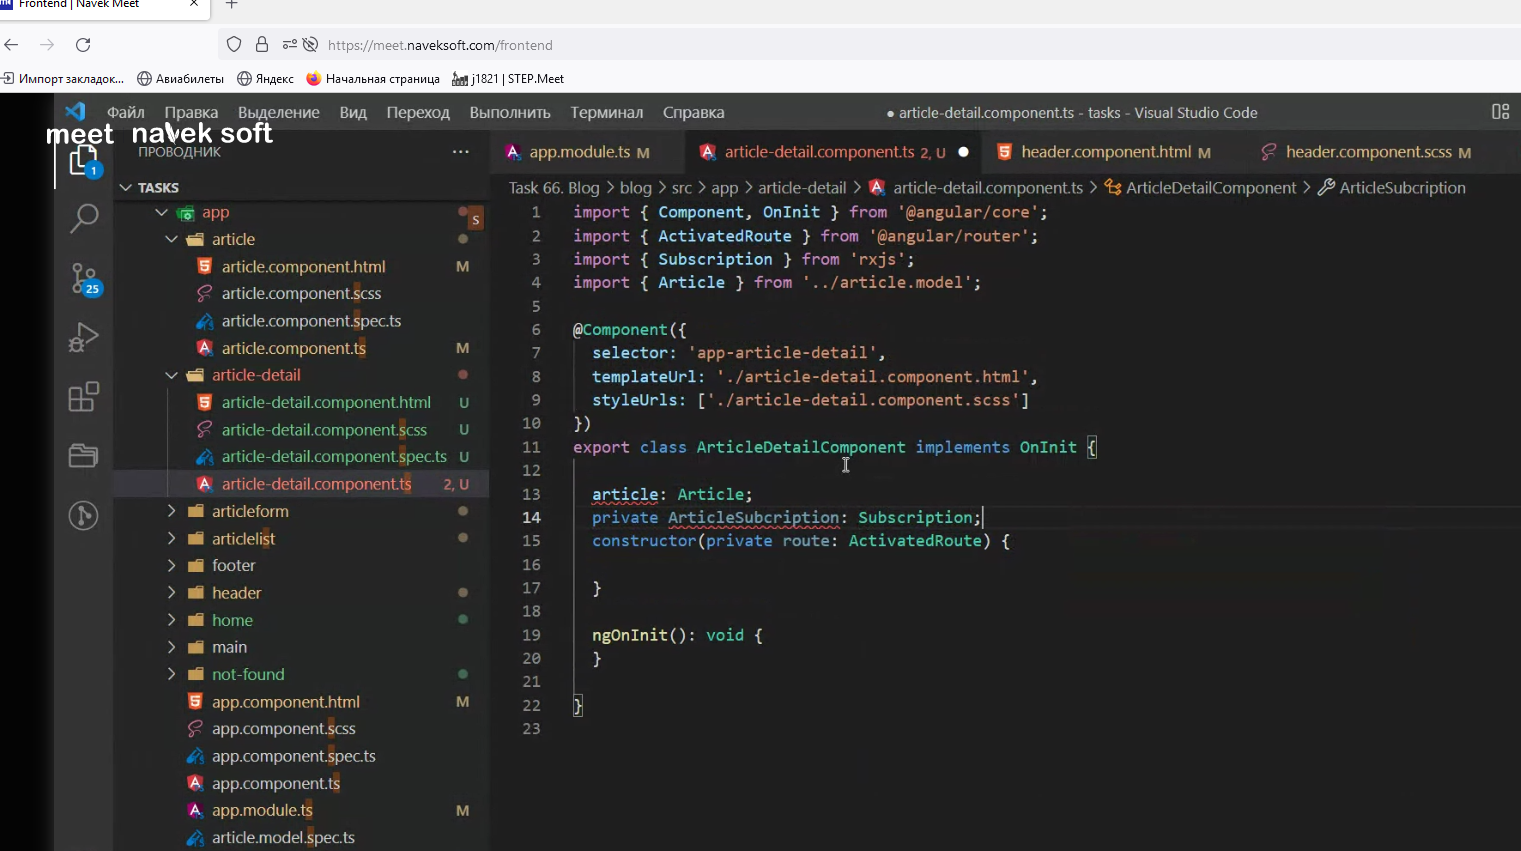 Frontend | Navek Meet
https://meet.naveksoft.com/frontend
Импорт закладок... Авиабилеты Яндекс Начальная страница j1821 | STEP.Meet
Файл Правка Выделение Вид Переход Выполнить Терминал Справка ● article-detail.component.ts - tasks - Visual Studio Code
meet navek soft
ПРОВОДНИК ...
app.module.ts M article-detail.component.ts 2, U header.component.html M header.component.scss M
TASKS
Task 66. Blog > blog > src > app > article-detail > article-detail.component.ts > ArticleDetailComponent > ArticleSubcription
1
25
app
S
article
article.component.html M
article.component.scss
article.component.spec.ts
article.component.ts M
article-detail
article-detail.component.html U
article-detail.component.scss U
article-detail.component.spec.ts U
article-detail.component.ts 2, U
articleform
articlelist
footer
header
home
main
not-found
app.component.html M
app.component.scss
app.component.spec.ts
app.component.ts
app.module.ts M
article.model.spec.ts
1 import { Component, OnInit } from '@angular/core';
2 import { ActivatedRoute } from '@angular/router';
3 import { Subscription } from 'rxjs';
4 import { Article } from '../article.model';
5
6 @Component({
7 selector: 'app-article-detail',
8 templateUrl: './article-detail.component.html',
9 styleUrls: ['./article-detail.component.scss']
10 })
11 export class ArticleDetailComponent implements OnInit {
12
13 article: Article;
14 private ArticleSubcription: Subscription;
15 constructor(private route: ActivatedRoute) {
16
17 }
18
19 ngOnInit(): void {
20 }
21
22 }
23